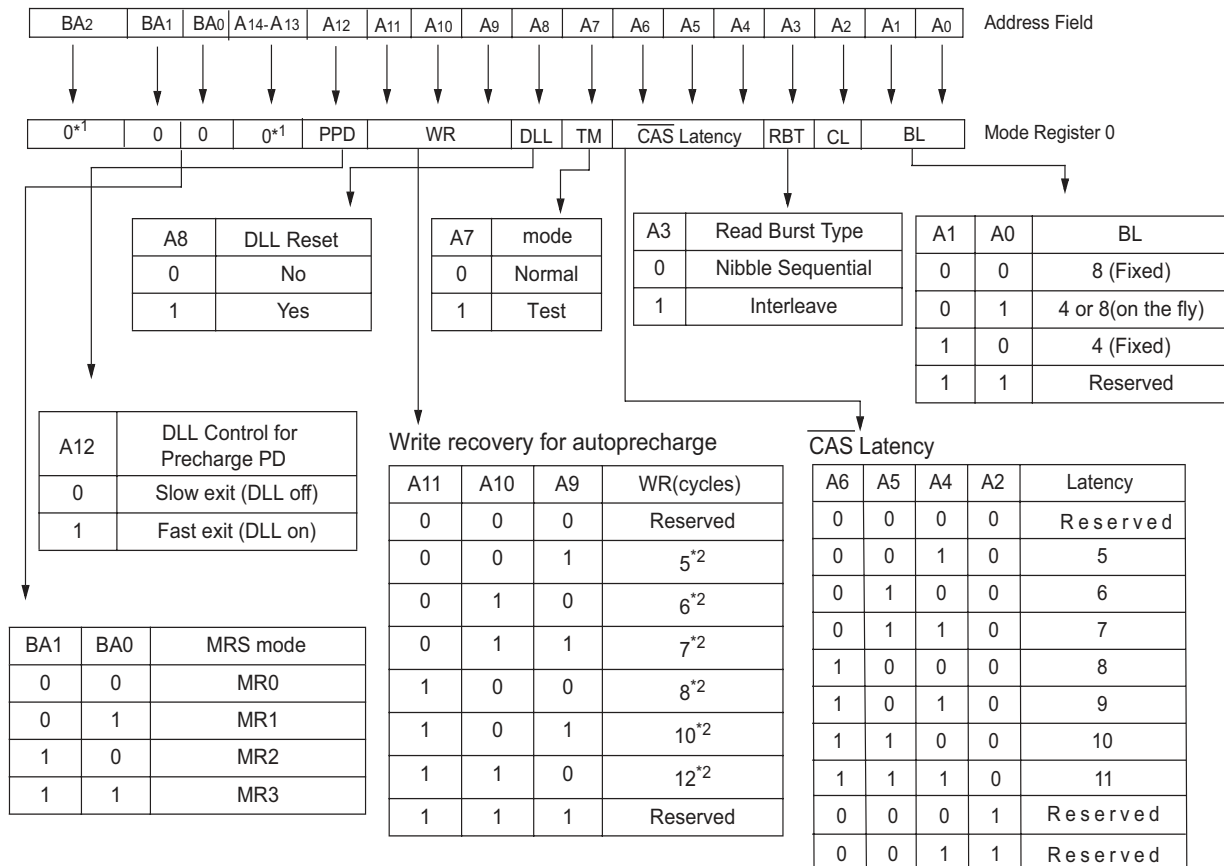 BA2 BA1 BA0 A14-A13 A12 A11 A10 A9 A8 A7 A6 A5 A4 A3 A2 A1 A0 Address Field
0*1 0 0 0*1 PPD WR DLL TM CAS Latency RBT CL BL Mode Register 0
A8 DLL Reset
0 No
1 Yes
A7 mode
0 Normal
1 Test
A3 Read Burst Type
0 Nibble Sequential
1 Interleave
A1 A0 BL
0 0 8 (Fixed)
0 1 4 or 8(on the fly)
1 0 4 (Fixed)
1 1 Reserved
A12 DLL Control for
Precharge PD
0 Slow exit (DLL off)
1 Fast exit (DLL on)
Write recovery for autoprecharge
A11 A10 A9 WR(cycles)
0 0 0 Reserved
0 0 1 5*2
0 1 0 6*2
0 1 1 7*2
1 0 0 8*2
1 0 1 10*2
1 1 0 12*2
1 1 1 Reserved
CAS Latency
A6 A5 A4 A2 Latency
0 0 0 0 Reserved
0 0 1 0 5
0 1 0 0 6
0 1 1 0 7
1 0 0 0 8
1 0 1 0 9
1 1 0 0 10
1 1 1 0 11
0 0 0 1 Reserved
0 0 1 1 Reserved
BA1 BA0 MRS mode
0 0 MR0
0 1 MR1
1 0 MR2
1 1 MR3